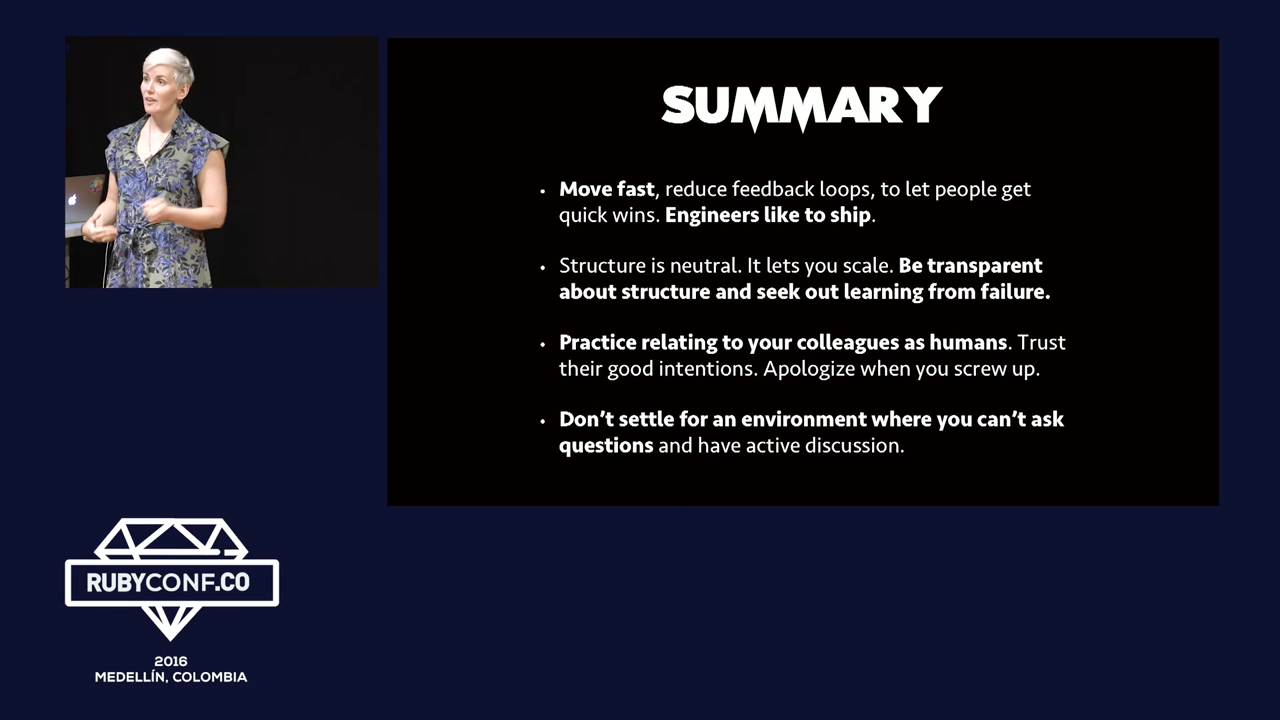 SUMMARY
• Move fast, reduce feedback loops, to let people get
quick wins. Engineers like to ship.
• Structure is neutral. It lets you scale. Be transparent
about structure and seek out learning from failure.
• Practice relating to your colleagues as humans. Trust
their good intentions. Apologize when you screw up.
• Don’t settle for an environment where you can’t ask
questions and have active discussion.
RUBYCONF.CO
2016
MEDELLÍN, COLOMBIA